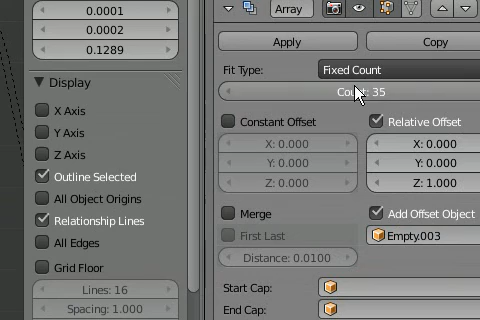 0.0001
0.0002
0.1289
Display
X Axis
Y Axis
Z Axis
Outline Selected
All Object Origins
Relationship Lines
All Edges
Grid Floor
Lines: 16
Spacing: 1.000
Array
Apply
Copy
Fit Type:
Fixed Count
35
Constant Offset
Relative Offset
X: 0.000
X: 0.000
Y: 0.000
Y: 0.000
Z: 0.000
Z: 1.000
Merge
Add Offset Object
First Last
Empty.003
Distance: 0.0100
Start Cap:
End Cap: